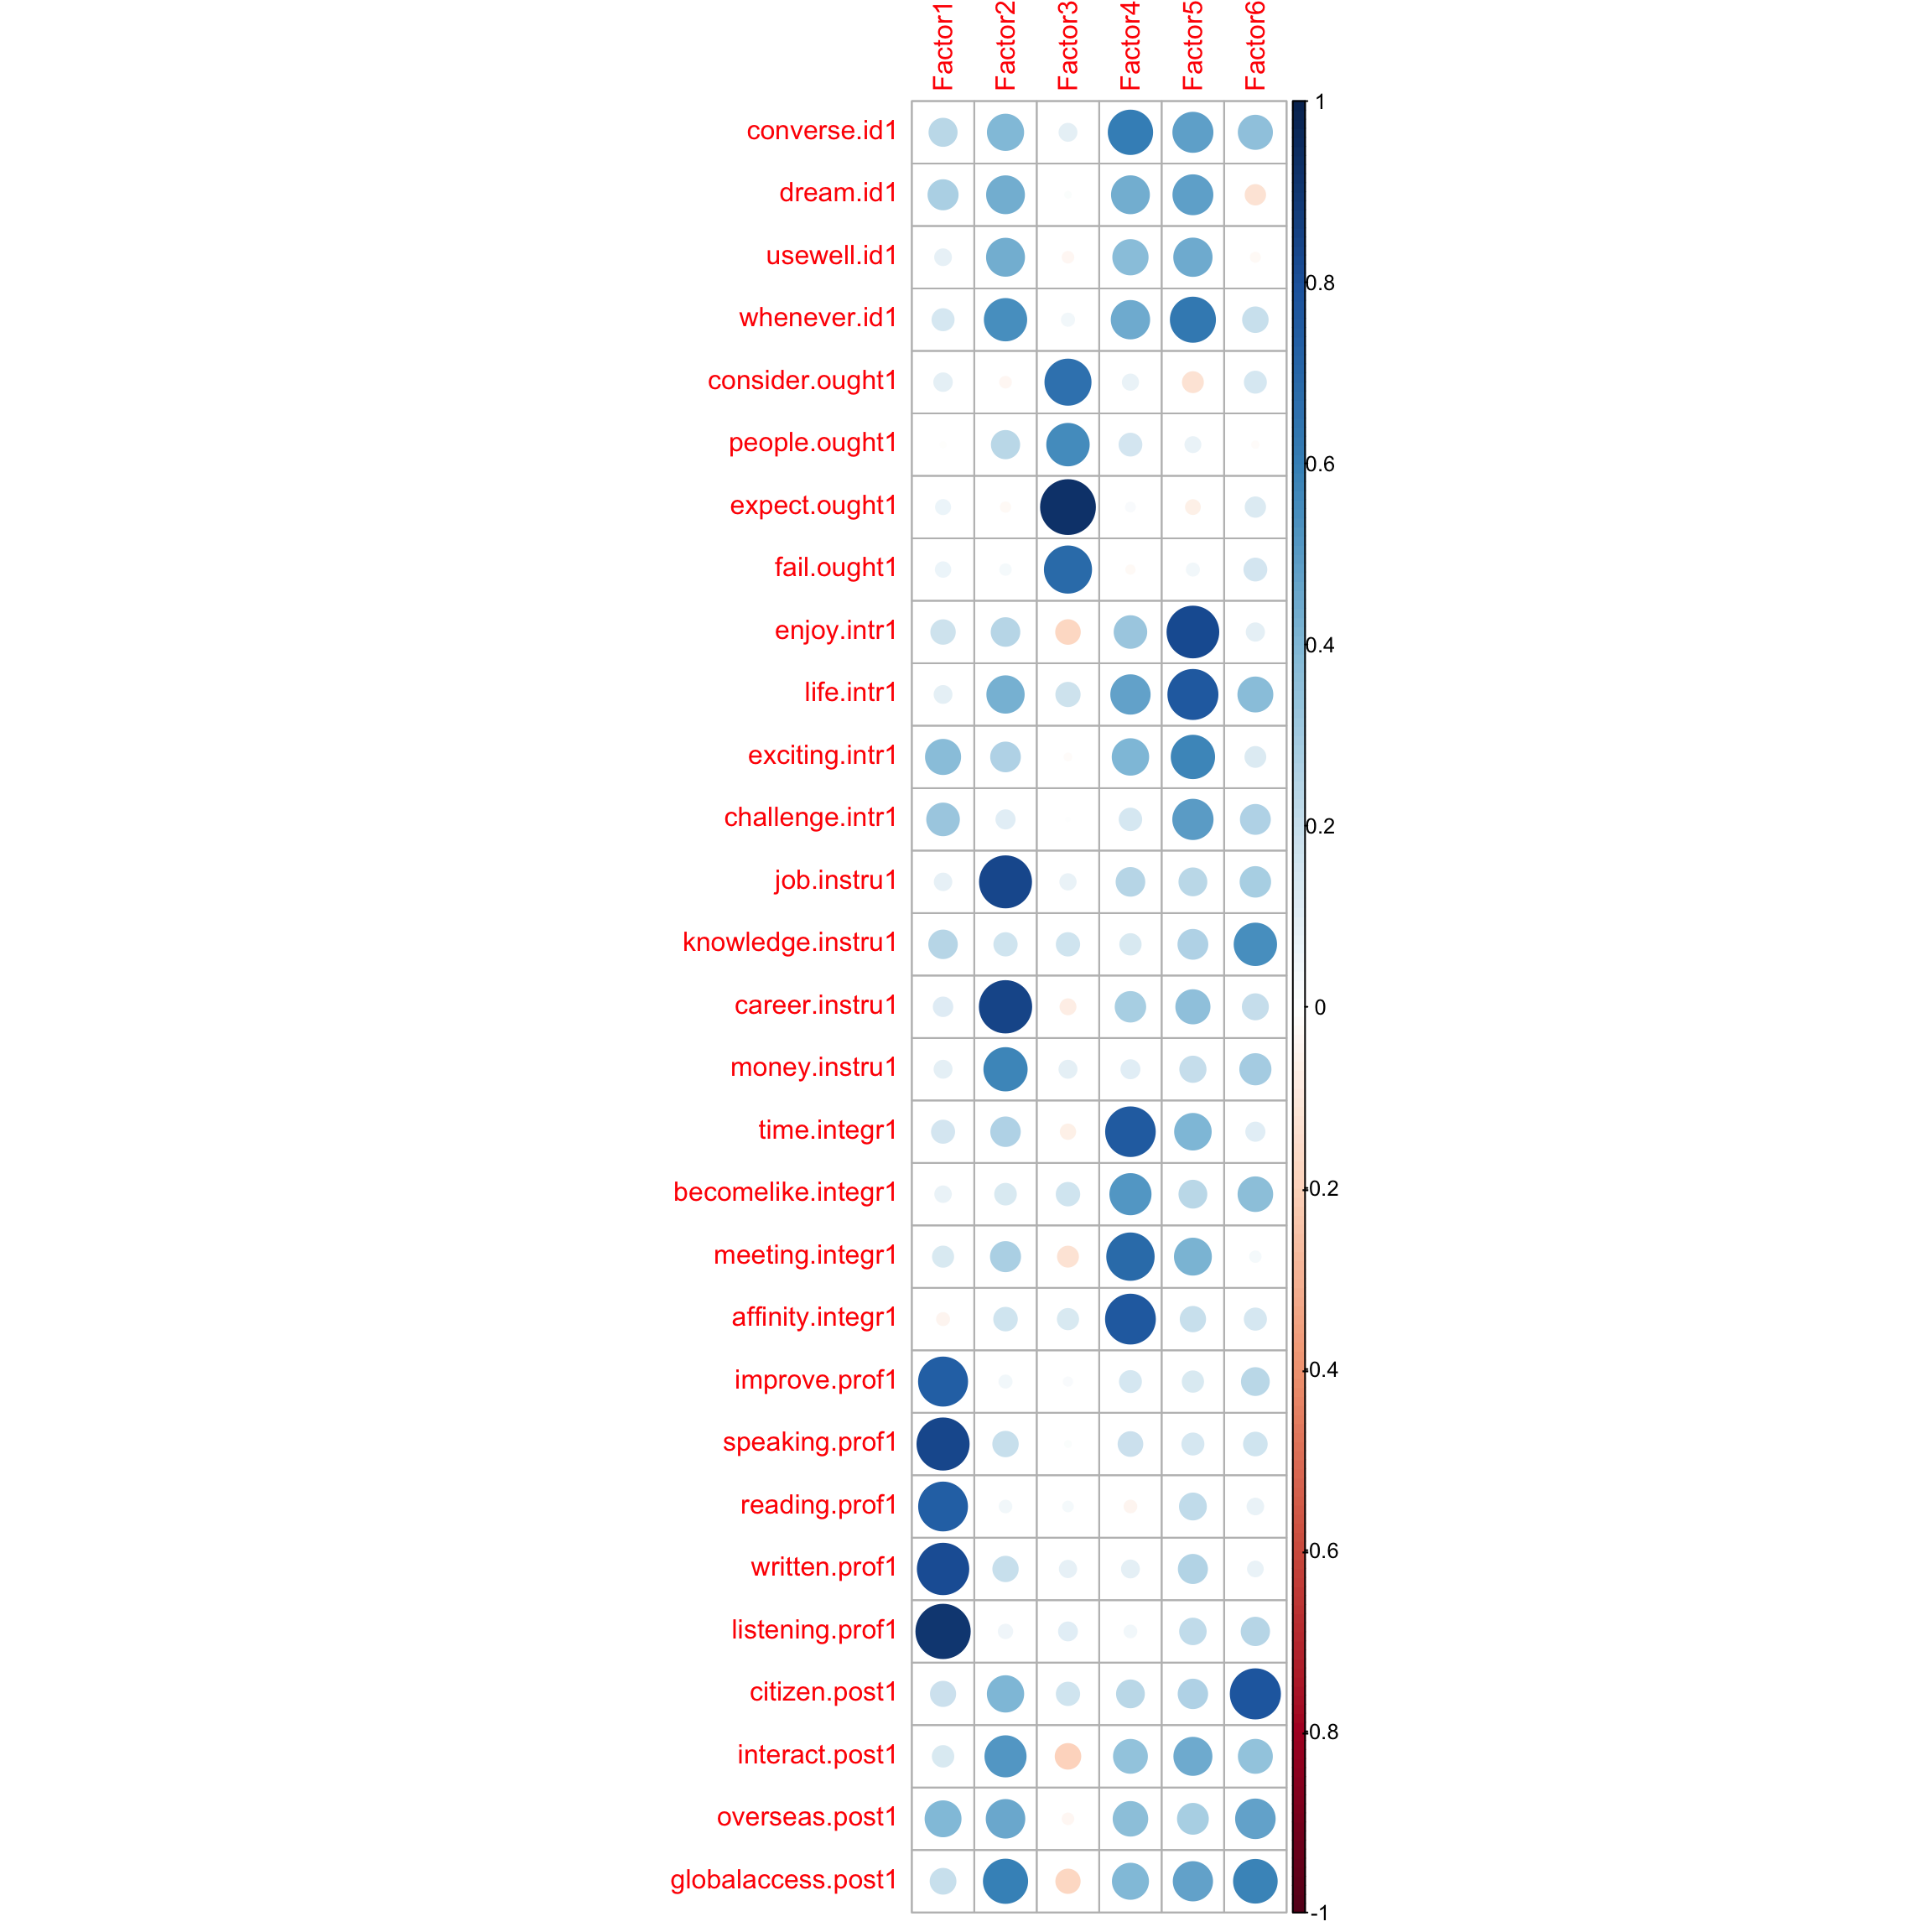 Factor1 Factor2 Factor3 Factor4 Factor5 Factor6
converse.id1
dream.id1
usewell.id1
whenever.id1
consider.ought1
people.ought1
expect.ought1
fail.ought1
enjoy.intr1
life.intr1
exciting.intr1
challenge.intr1
job.instru1
knowledge.instru1
career.instru1
money.instru1
time.integr1
becomelike.integr1
meeting.integr1
affinity.integr1
improve.prof1
speaking.prof1
reading.prof1
written.prof1
listening.prof1
citizen.post1
interact.post1
overseas.post1
globalaccess.post1
1
0.8
0.6
0.4
0.2
0
-0.2
-0.4
-0.6
-0.8
-1